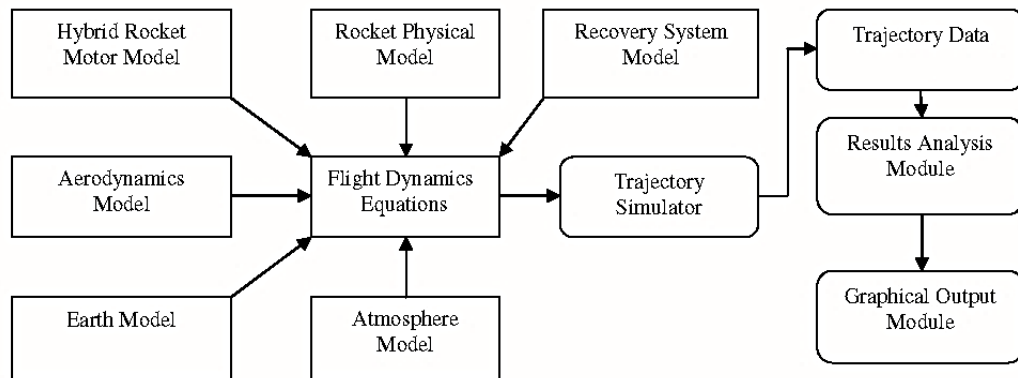 Hybrid Rocket
Motor Model
Rocket Physical
Model
Recovery System
Model
Trajectory Data
Aerodynamics
Model
Flight Dynamics
Equations
Trajectory
Simulator
Results Analysis
Module
Earth Model
Atmosphere
Model
Graphical Output
Module